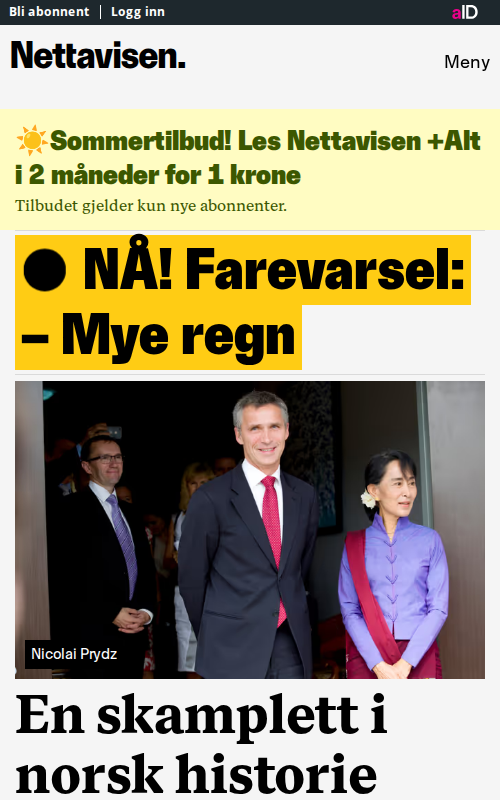 Bli abonnent | Logg inn
aID
Nettavisen.
Meny
☀️Sommertilbud! Les Nettavisen +Alt
i 2 måneder for 1 krone
Tilbudet gjelder kun nye abonnenter.
● NÅ! Farevarsel:
– Mye regn
Nicolai Prydz
En skamplett i
norsk historie